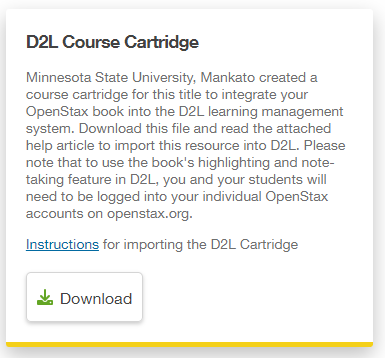 D2L Course Cartridge
Minnesota State University, Mankato created a
course cartridge for this title to integrate your
OpenStax book into the D2L learning management
system. Download this file and read the attached
help article to import this resource into D2L. Please
note that to use the book's highlighting and note-
taking feature in D2L, you and your students will
need to be logged into your individual OpenStax
accounts on openstax.org.
Instructions for importing the D2L Cartridge
Download